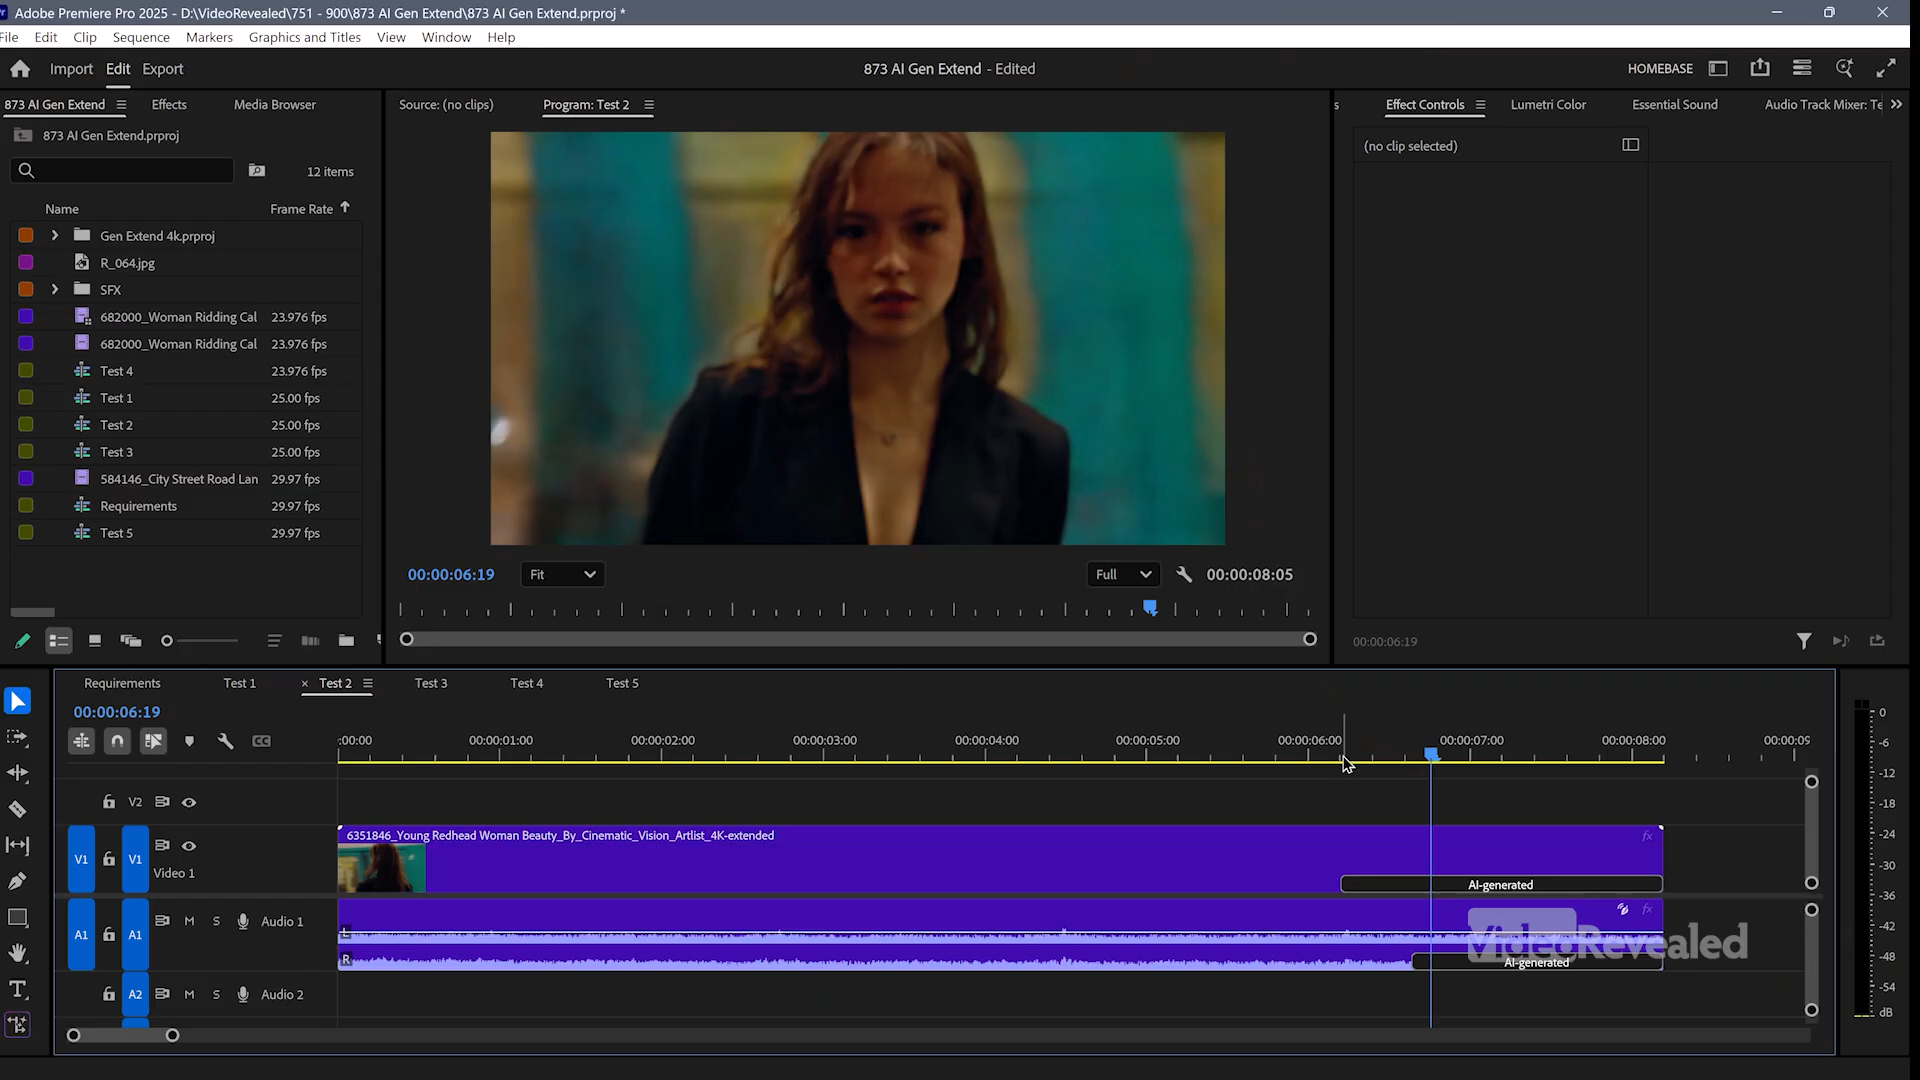 Adobe Premiere Pro 2025 - D:\VideoRevealed\751 - 900\873 AI Gen Extend\873 AI Gen Extend.prproj *
File Edit Clip Sequence Markers Graphics and Titles View Window Help
Import Edit Export
873 AI Gen Extend - Edited
HOMEBASE
873 AI Gen Extend Effects Media Browser
Source: (no clips) Program: Test 2
Effect Controls Lumetri Color Essential Sound Audio Track Mixer: Te
873 AI Gen Extend.prproj
(no clip selected)
12 items
Name Frame Rate
Gen Extend 4k.prproj
R_064.jpg
SFX
682000_Woman Ridding Cal 23.976 fps
682000_Woman Ridding Cal 23.976 fps
Test 4 23.976 fps
Test 1 25.00 fps
Test 2 25.00 fps
Test 3 25.00 fps
584146_City Street Road Lan 29.97 fps
Requirements 29.97 fps
Test 5 29.97 fps
00:00:06:19 Fit Full 00:00:08:05
00:00:06:19
Requirements Test 1 × Test 2 Test 3 Test 4 Test 5
00:00:06:19
:00:00 00:00:01:00 00:00:02:00 00:00:03:00 00:00:04:00 00:00:05:00 00:00:06:00 00:00:07:00 00:00:08:00 00:00:09
CC
V2
6351846_Young Redhead Woman Beauty_By_Cinematic_Vision_Artlist_4K-extended fx
V1 V1
Video 1
AI-generated
A1 A1 M S Audio 1
fx
L
R
VideoRevealed
AI-generated
A2 M S Audio 2
0
-6
-12
-18
-24
-30
-36
-42
-48
-54
dB